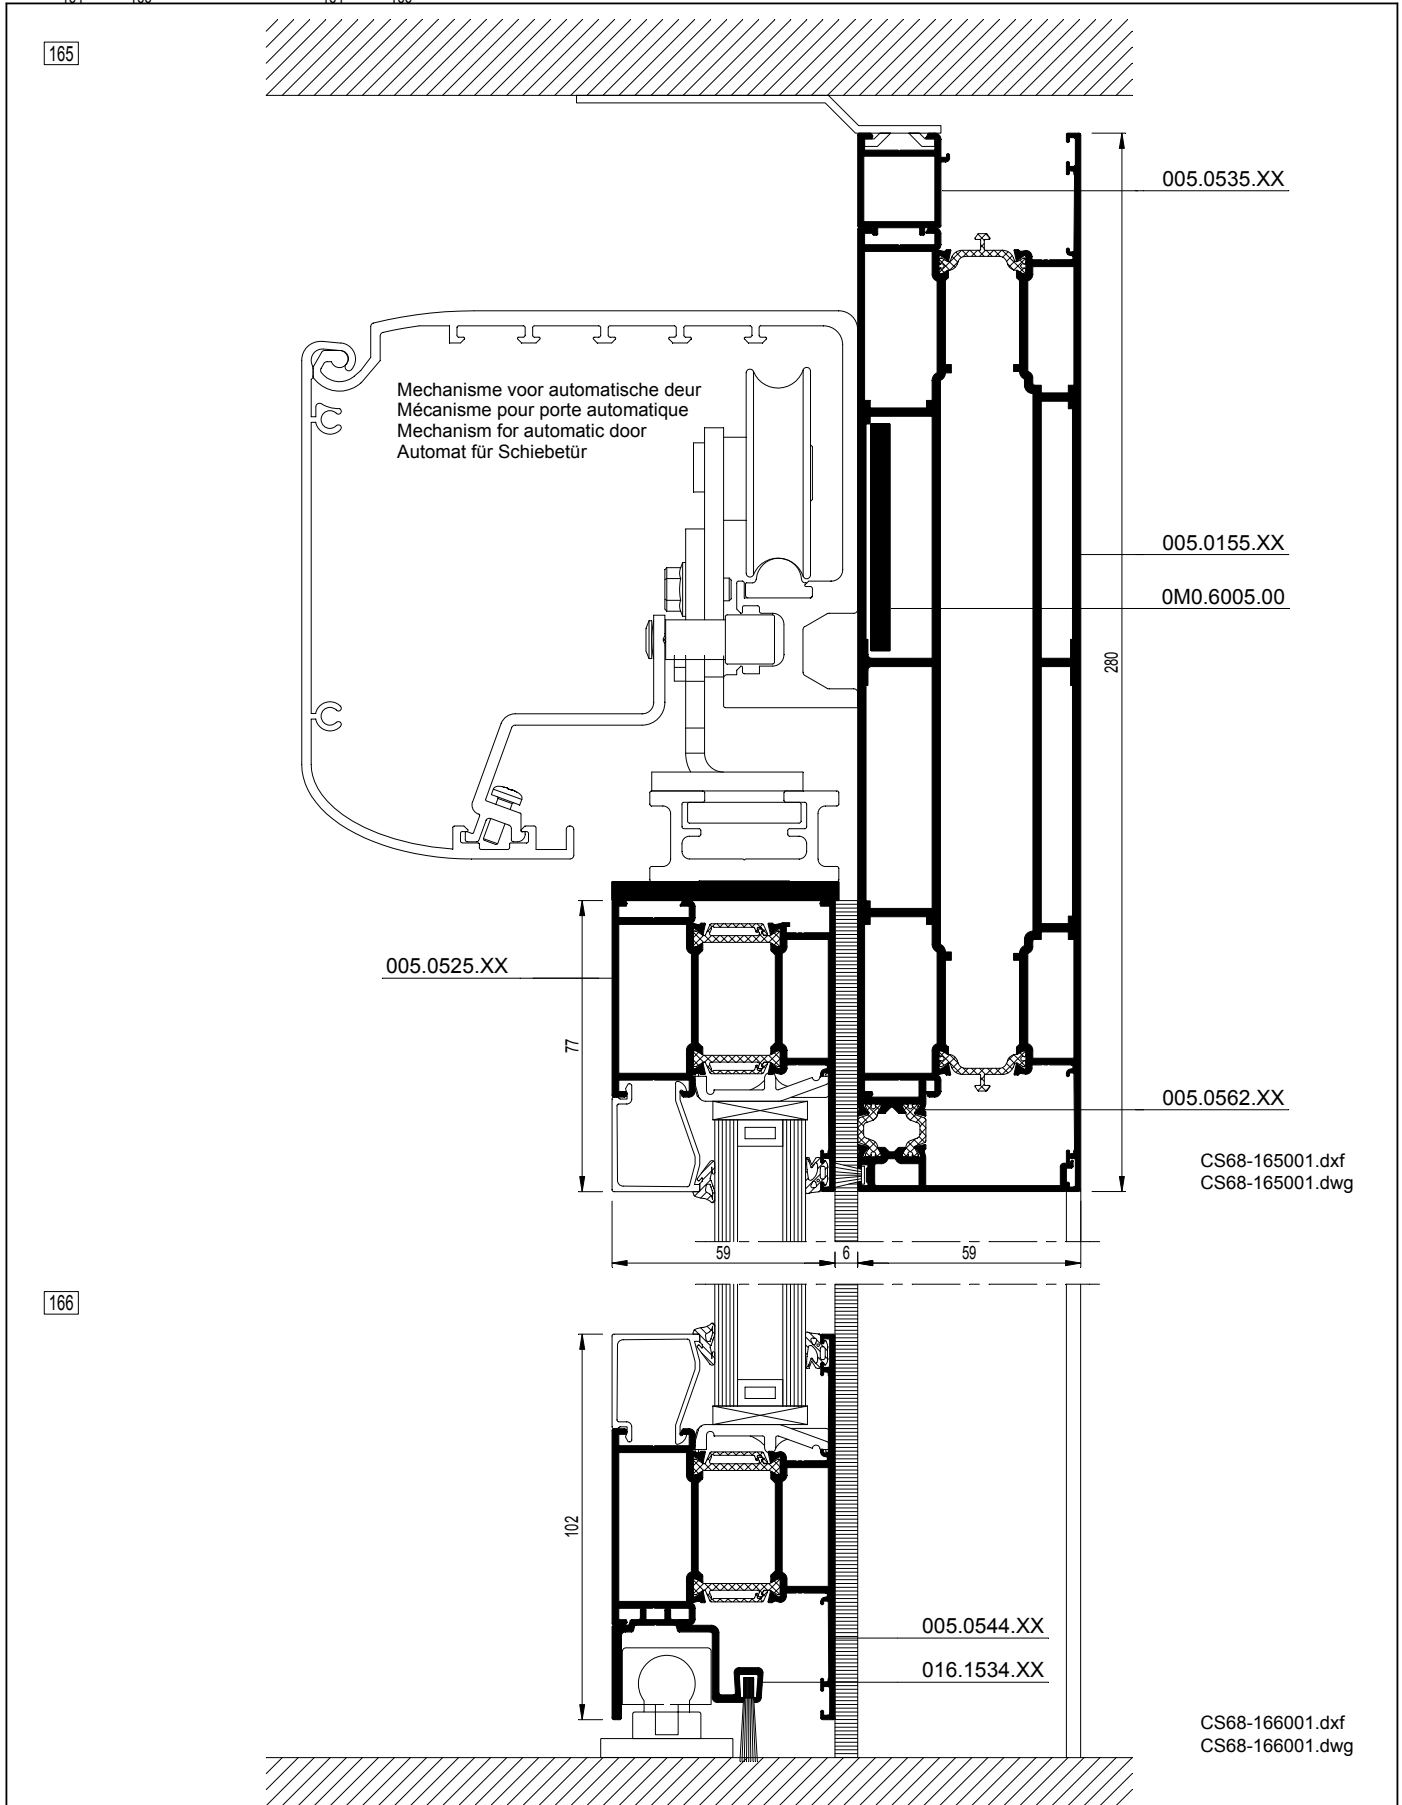 165
005.0535.XX
Mechanisme voor automatische deur
Mécanisme pour porte automatique
Mechanism for automatic door
Automat für Schiebetür
005.0155.XX
0M0.6005.00
280
005.0525.XX
77
005.0562.XX
CS68-165001.dxf
CS68-165001.dwg
59 6 59
166
102
005.0544.XX
016.1534.XX
CS68-166001.dxf
CS68-166001.dwg